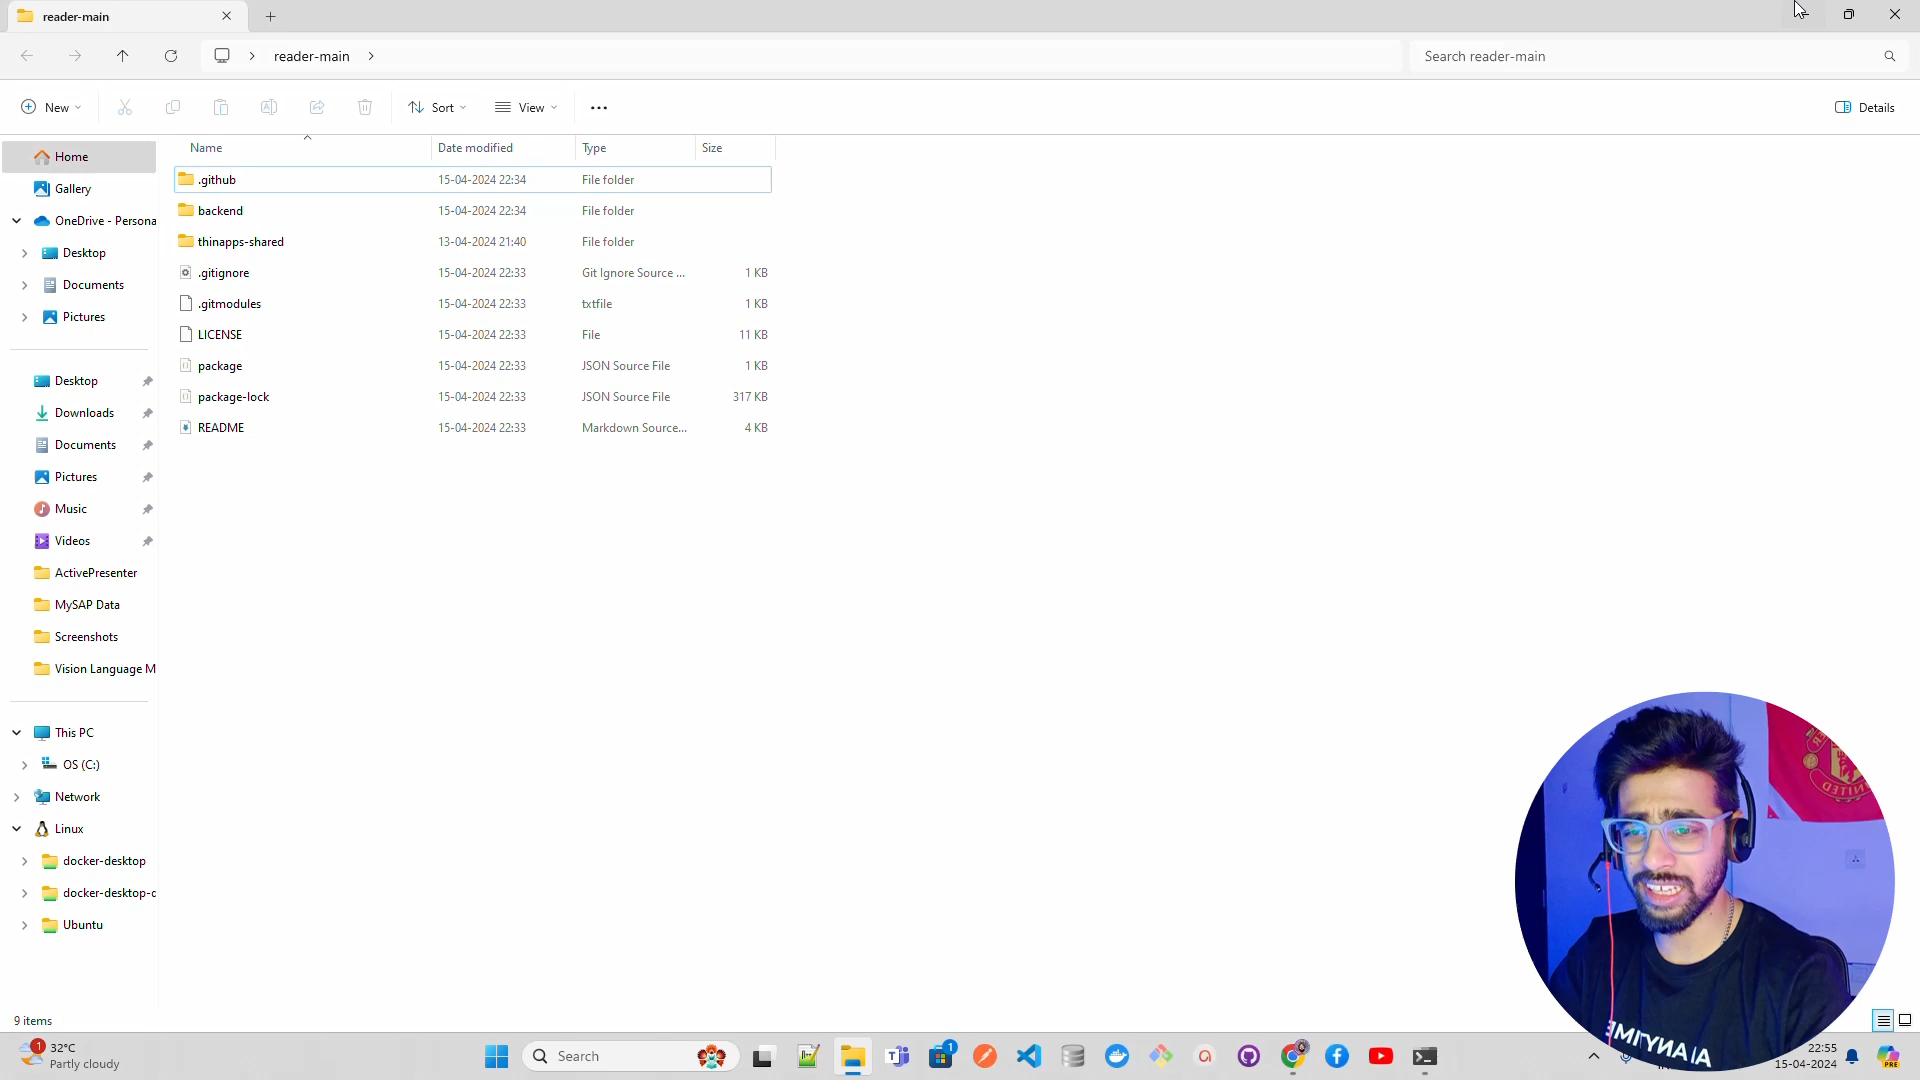 reader-main
reader-main
Search reader-main
New
Sort
View
Details
Name
Date modified
Type
Size
Home
Gallery
OneDrive - Persona
Desktop
Documents
Pictures
Desktop
Downloads
Documents
Pictures
Music
Videos
ActivePresenter
MySAP Data
Screenshots
Vision Language M
This PC
OS (C:)
Network
Linux
docker-desktop
docker-desktop-c
Ubuntu
.github 15-04-2024 22:34 File folder
backend 15-04-2024 22:34 File folder
thinapps-shared 13-04-2024 21:40 File folder
.gitignore 15-04-2024 22:33 Git Ignore Source ... 1 KB
.gitmodules 15-04-2024 22:33 txtfile 1 KB
LICENSE 15-04-2024 22:33 File 11 KB
package 15-04-2024 22:33 JSON Source File 1 KB
package-lock 15-04-2024 22:33 JSON Source File 317 KB
README 15-04-2024 22:33 Markdown Source... 4 KB
UNITED
AI ANYTIME
9 items
1
32°C
Partly cloudy
Search
1
22:55
15-04-2024
PRE